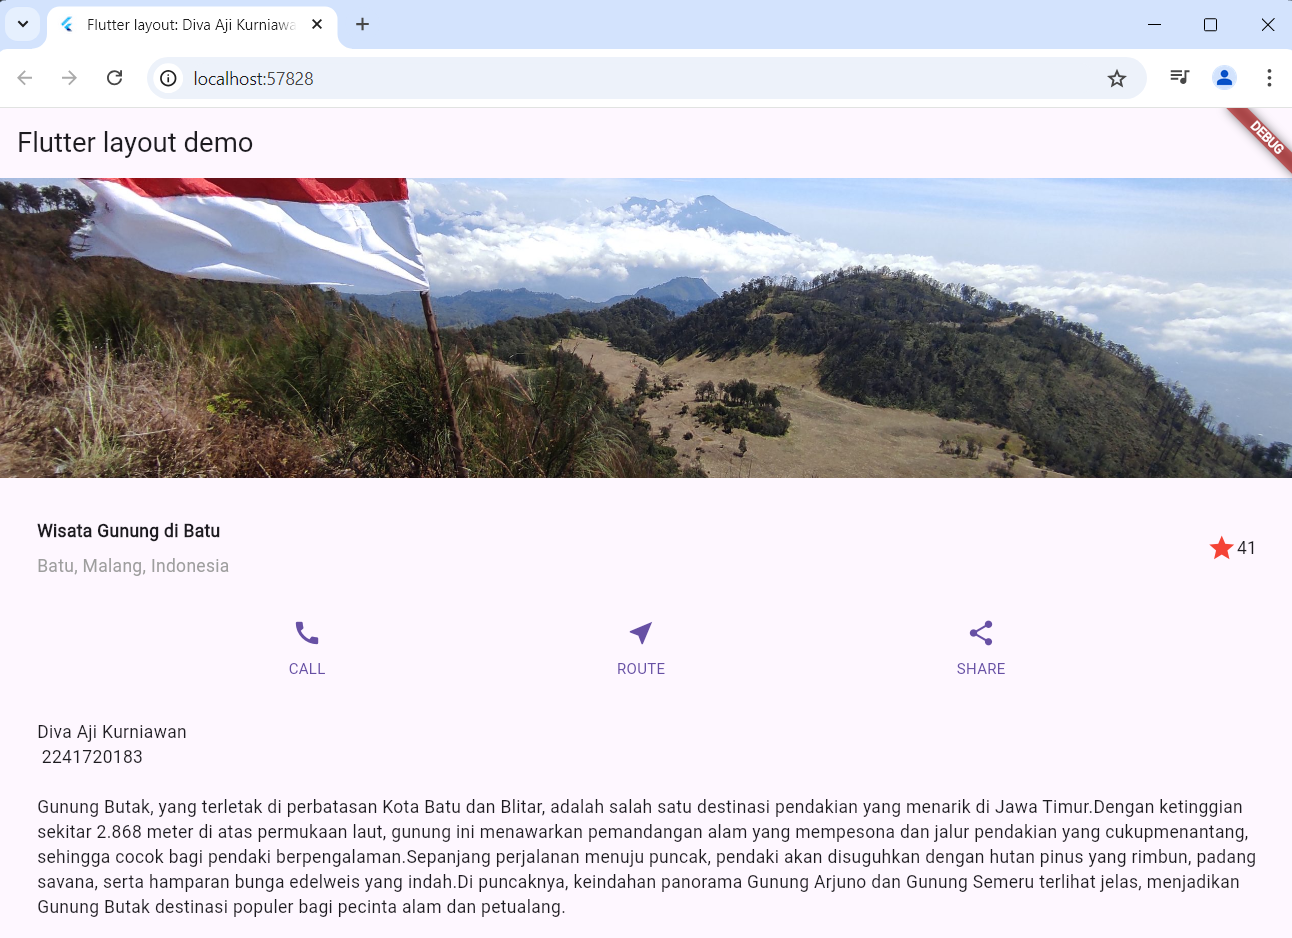 Flutter layout: Diva Aji Kurniawa
localhost:57828
Flutter layout demo
DEBUG
Wisata Gunung di Batu
Batu, Malang, Indonesia
41
CALL
ROUTE
SHARE
Diva Aji Kurniawan
2241720183
Gunung Butak, yang terletak di perbatasan Kota Batu dan Blitar, adalah salah satu destinasi pendakian yang menarik di Jawa Timur.Dengan ketinggian
sekitar 2.868 meter di atas permukaan laut, gunung ini menawarkan pemandangan alam yang mempesona dan jalur pendakian yang cukupmenantang,
sehingga cocok bagi pendaki berpengalaman.Sepanjang perjalanan menuju puncak, pendaki akan disuguhkan dengan hutan pinus yang rimbun, padang
savana, serta hamparan bunga edelweis yang indah.Di puncaknya, keindahan panorama Gunung Arjuno dan Gunung Semeru terlihat jelas, menjadikan
Gunung Butak destinasi populer bagi pecinta alam dan petualang.